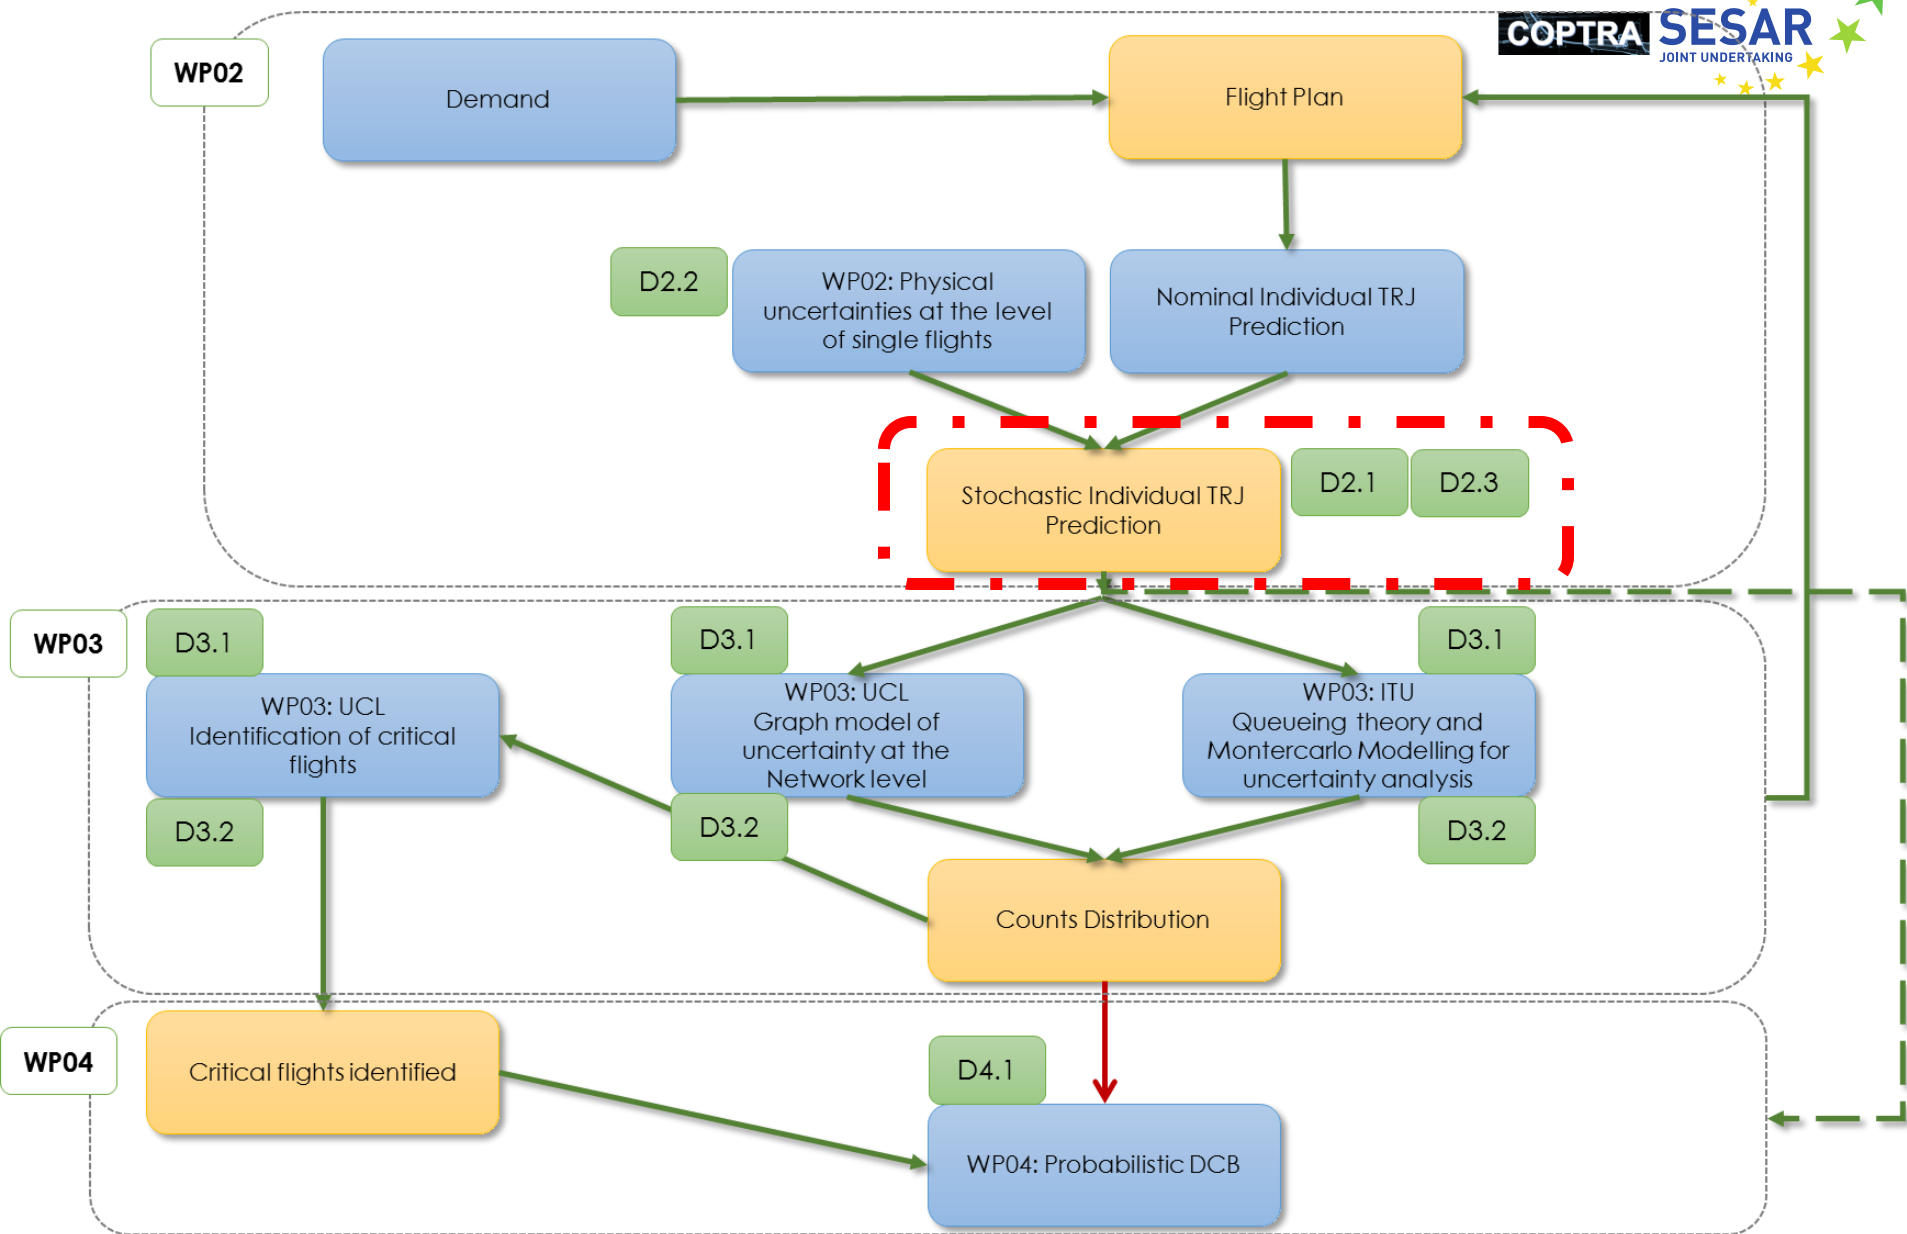 COPTRA
SESAR
JOINT UNDERTAKING
WP02
Demand
Flight Plan
D2.2
WP02: Physical
uncertainties at the level
of single flights
Nominal Individual TRJ
Prediction
Stochastic Individual TRJ
Prediction
D2.1
D2.3
WP03
D3.1
D3.1
D3.1
WP03: UCL
Identification of critical
flights
WP03: UCL
Graph model of
uncertainty at the
Network level
WP03: ITU
Queueing theory and
Montercarlo Modelling for
uncertainty analysis
D3.2
D3.2
D3.2
Counts Distribution
WP04
Critical flights identified
D4.1
WP04: Probabilistic DCB